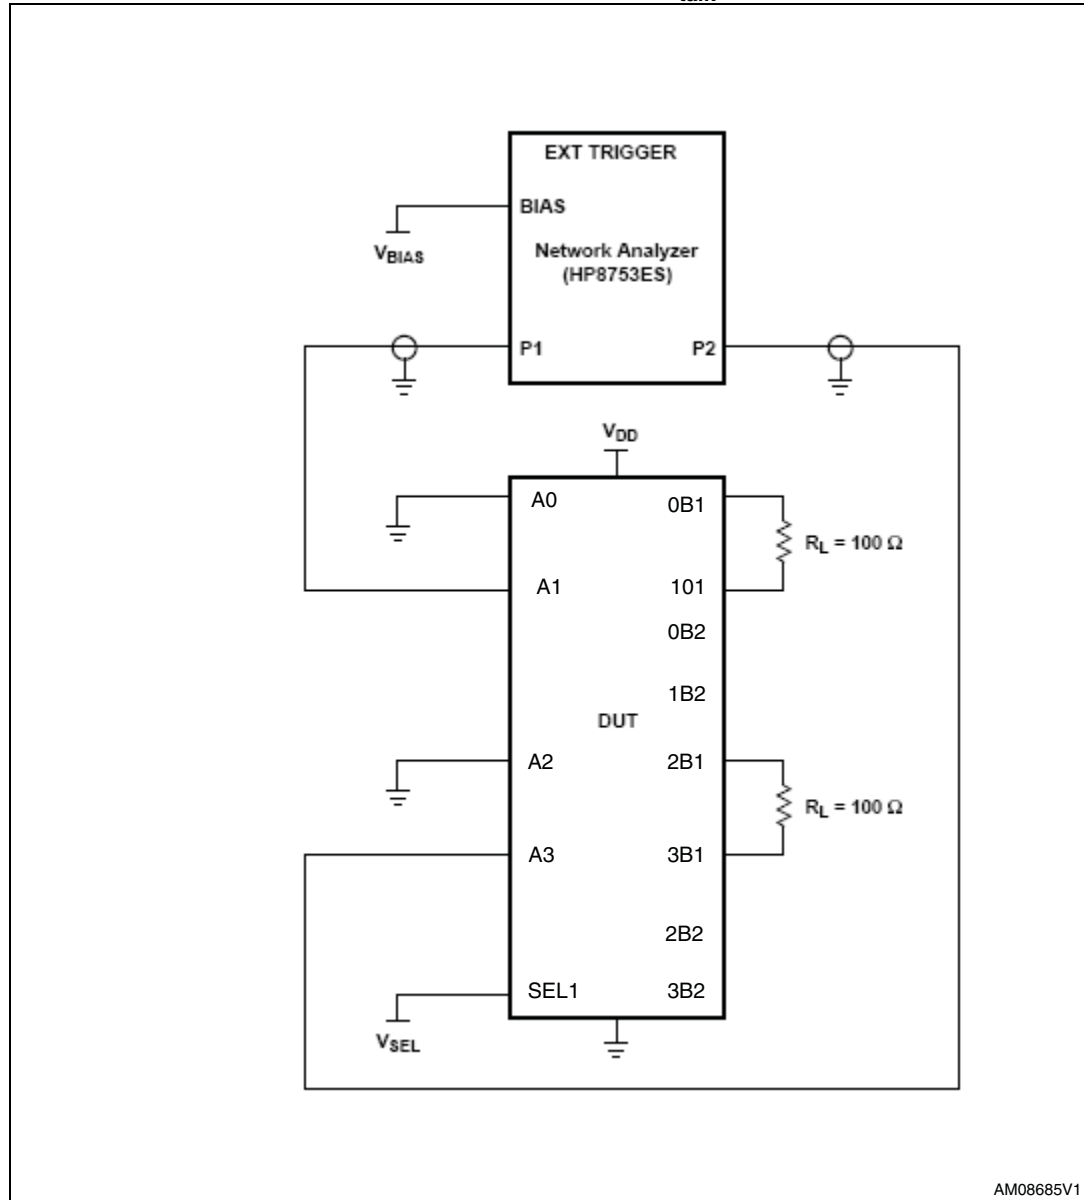 EXT TRIGGER
BIAS
VBIAS
Network Analyzer
(HP8753ES)
P1
P2
VDD
A0
0B1
RL = 100 Ω
A1
101
0B2
1B2
DUT
A2
2B1
RL = 100 Ω
A3
3B1
2B2
SEL1
3B2
VSEL
AM08685V1